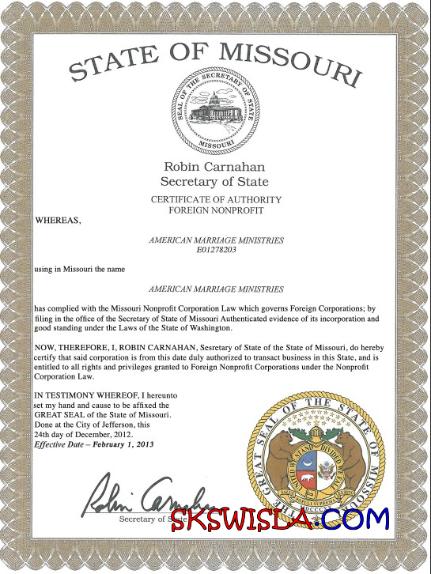 STATE OF MISSOURI
SEAL OF THE SECRETARY OF STATE
MISSOURI
Robin Carnahan
Secretary of State
CERTIFICATE OF AUTHORITY
FOREIGN NONPROFIT
WHEREAS,
AMERICAN MARRIAGE MINISTRIES
E01278203
using in Missouri the name
AMERICAN MARRIAGE MINISTRIES
has complied with the Missouri Nonprofit Corporation Law which governs Foreign Corporations; by
filing in the office of the Secretary of State of Missouri Authenticated evidence of its incorporation and
good standing under the Laws of the State of Washington.
NOW, THEREFORE, I, ROBIN CARNAHAN, Secretary of State of the State of Missouri, do hereby
certify that said corporation is from this date duly authorized to transact business in this State, and is
entitled to all rights and privileges granted to Foreign Nonprofit Corporations under the Nonprofit
Corporation Law.
IN TESTIMONY WHEREOF, I hereunto
set my hand and cause to be affixed the
GREAT SEAL of the State of Missouri.
Done at the City of Jefferson, this
24th day of December, 2012.
Effective Date – February 1, 2013
THE GREAT SEAL OF THE STATE OF MISSOURI
Robin Carnahan
Secretary of State
SKSWISLA.COM